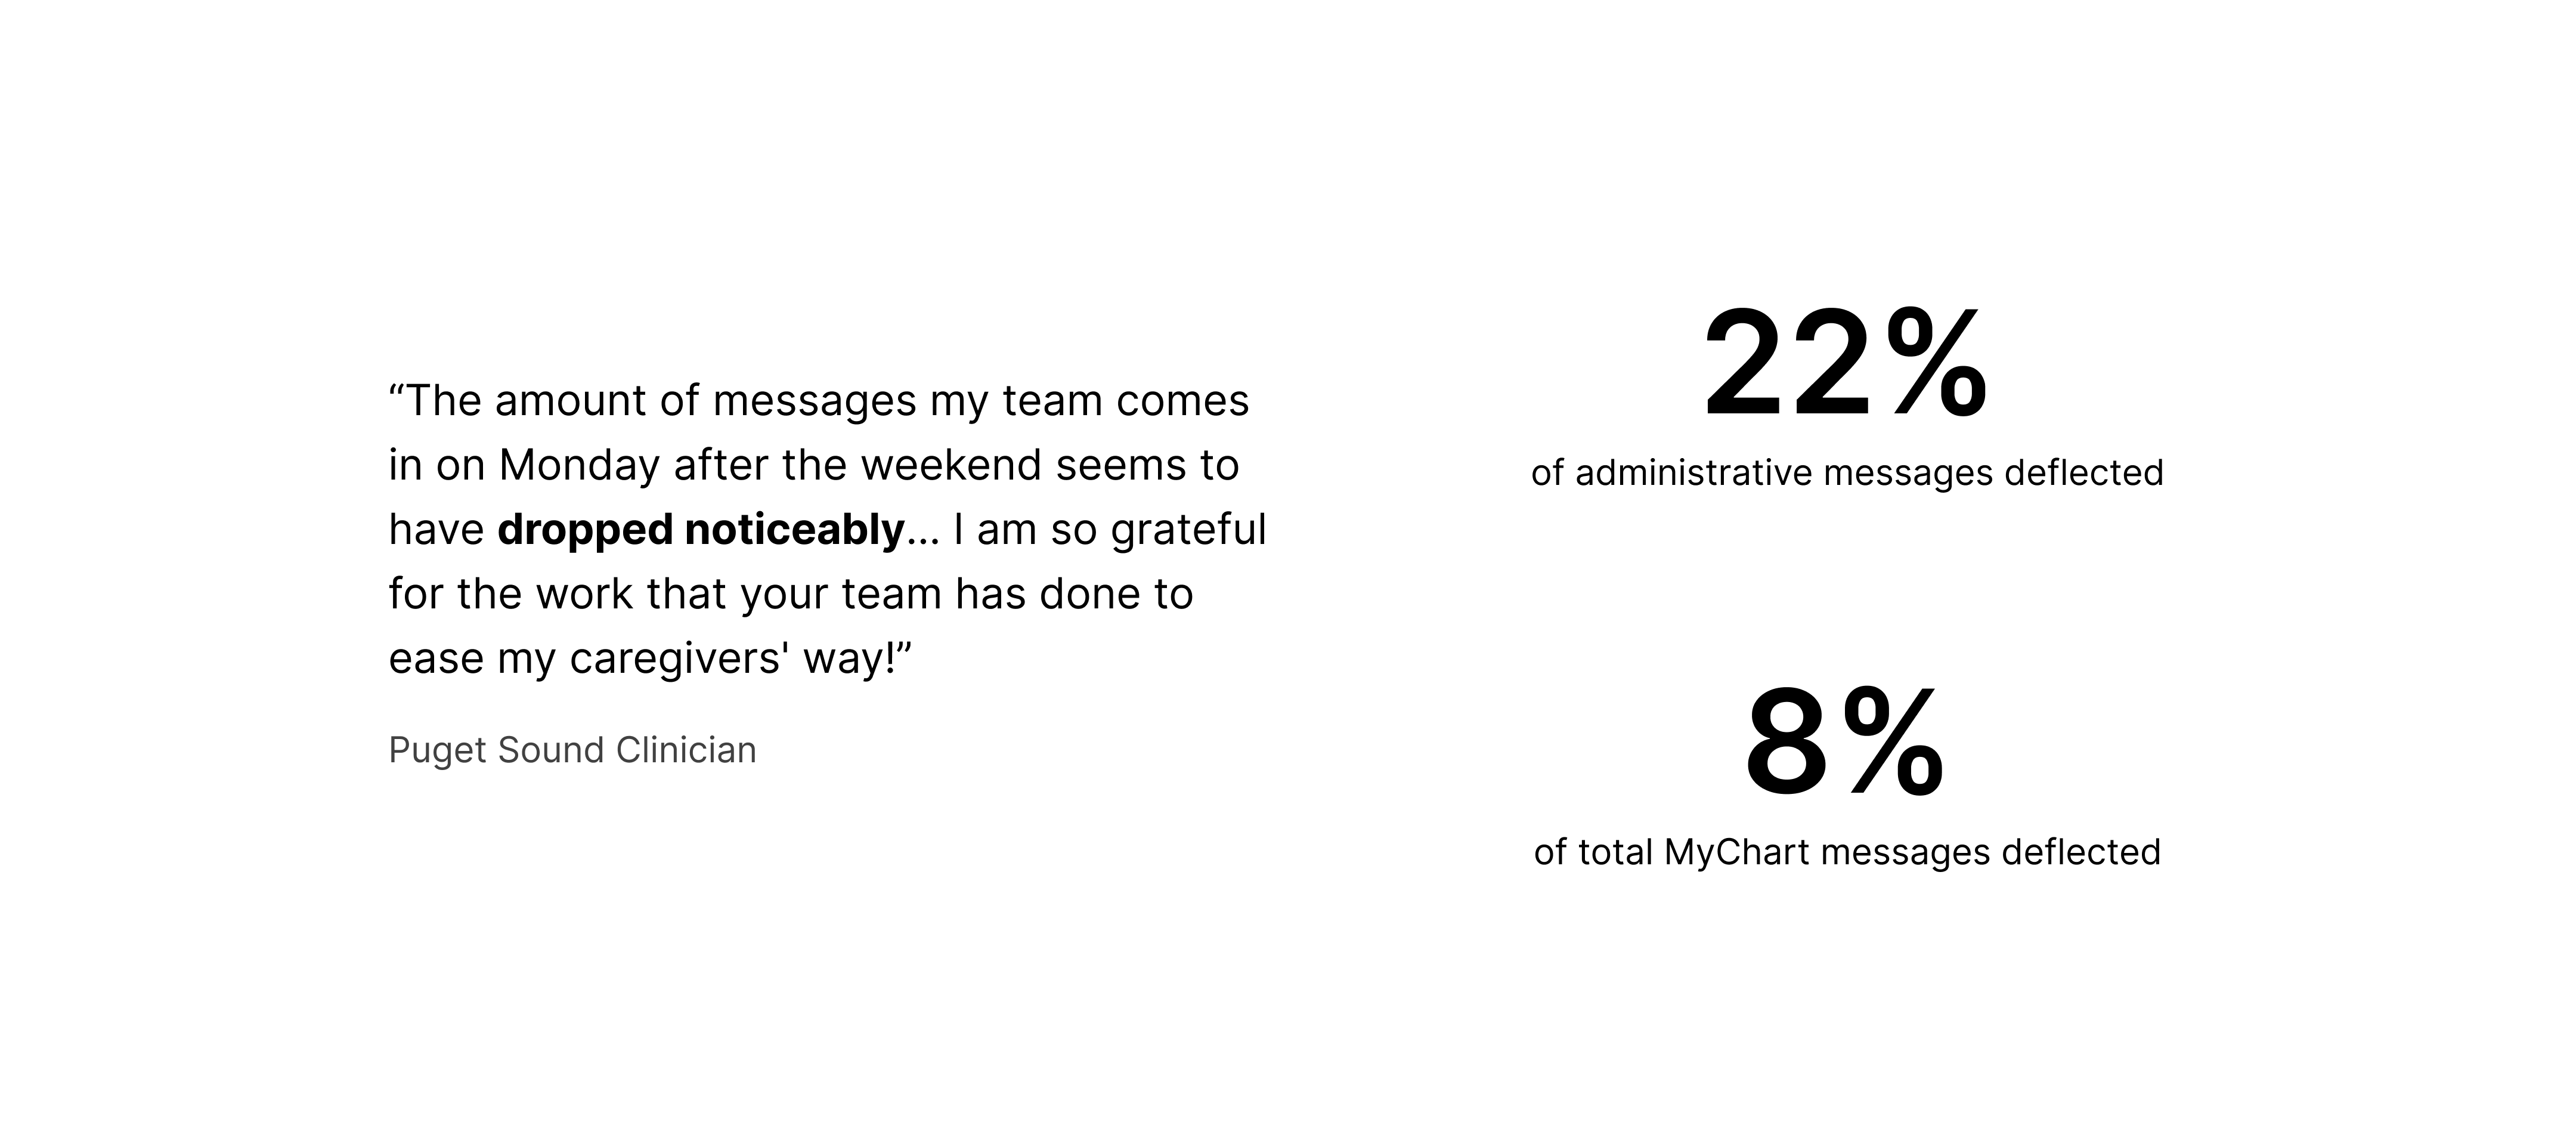 “The amount of messages my team comes
in on Monday after the weekend seems to
have dropped noticeably... I am so grateful
for the work that your team has done to
ease my caregivers' way!”
Puget Sound Clinician
22%
of administrative messages deflected
8%
of total MyChart messages deflected